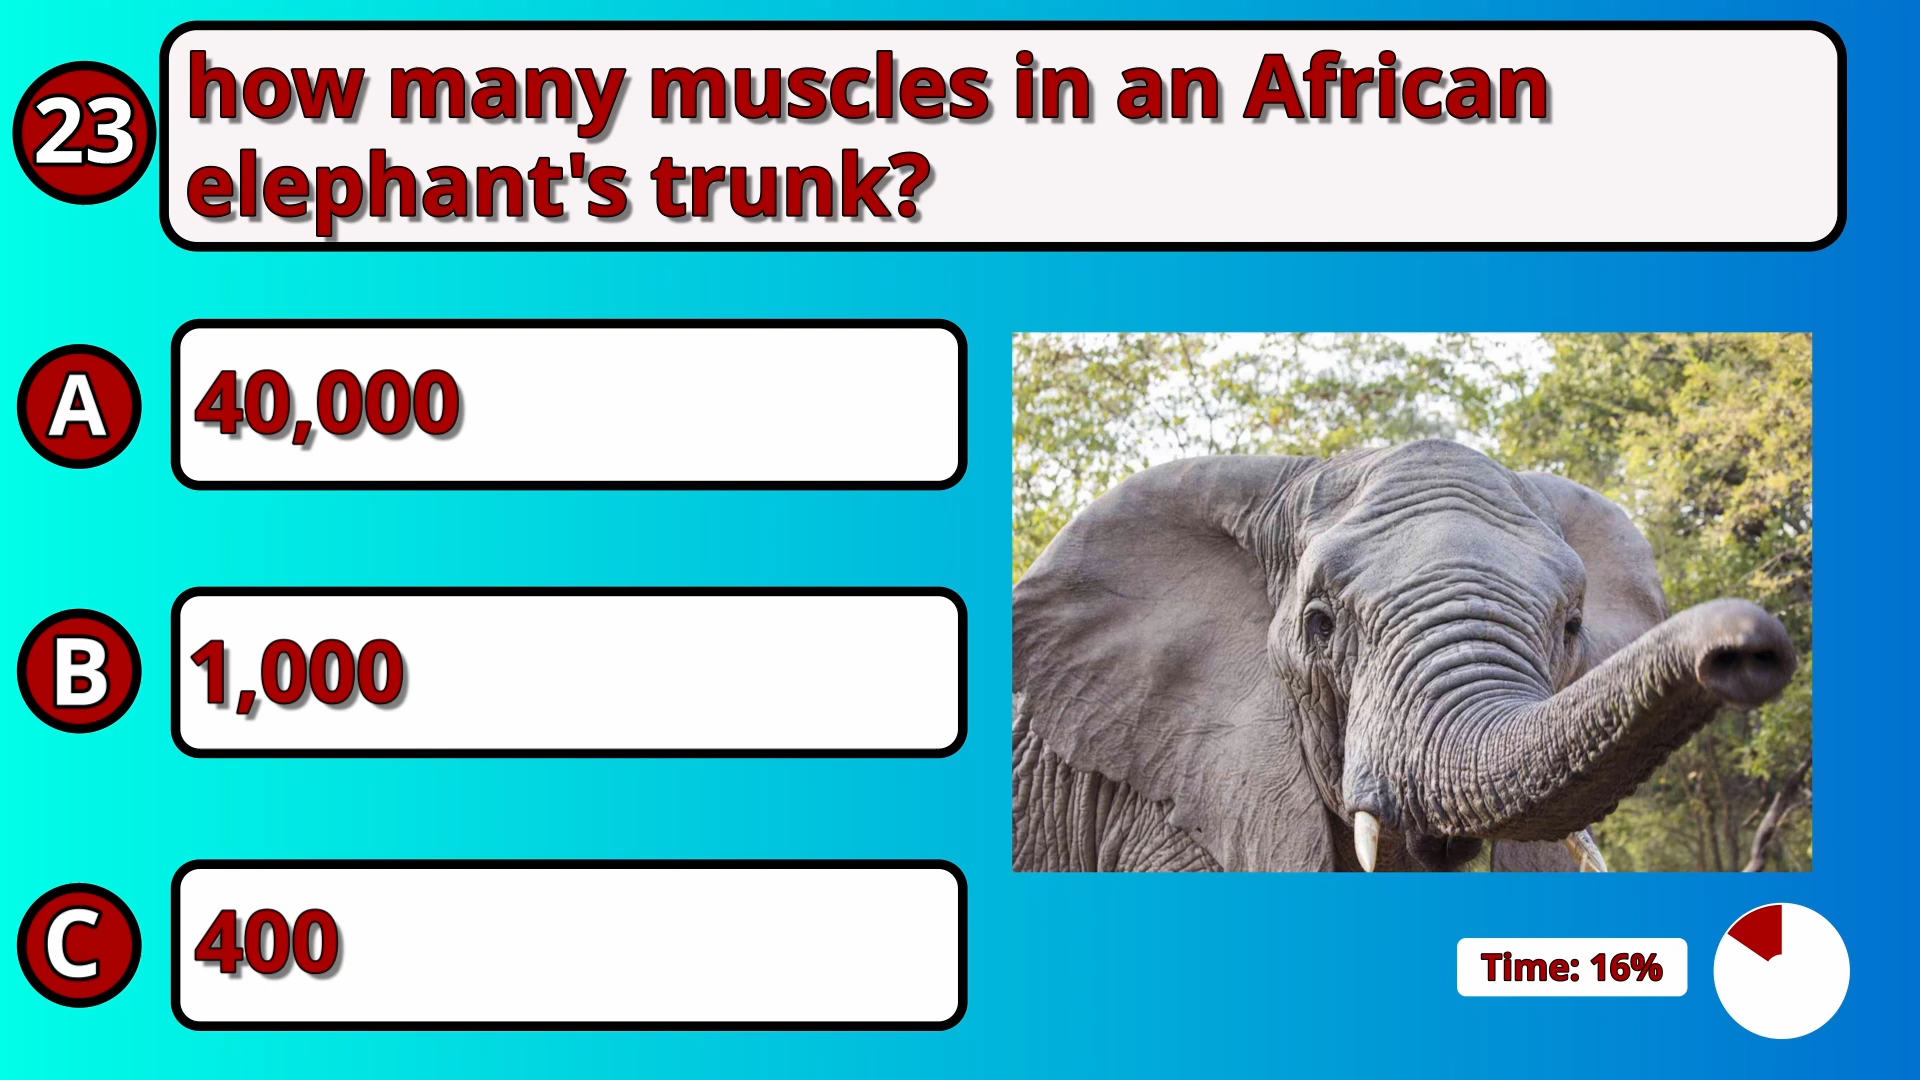 23
how many muscles in an African
elephant's trunk?
A
40,000
B
1,000
C
400
Time: 16%